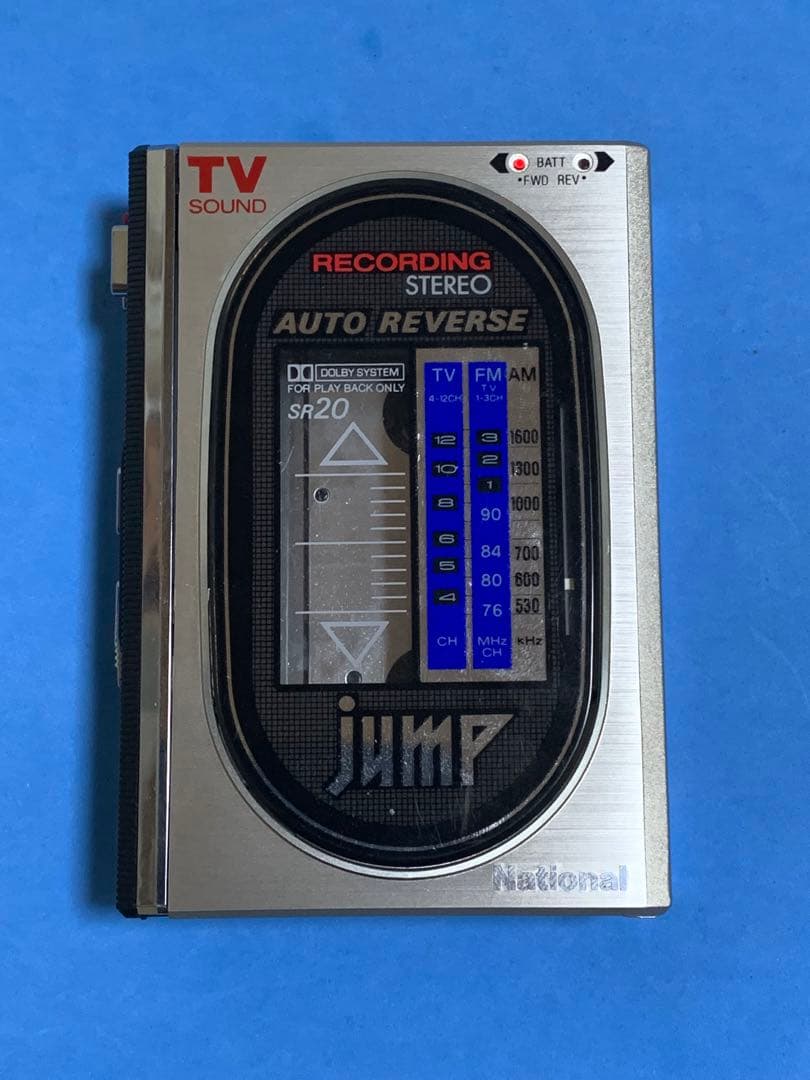 TV
SOUND
BATT
•FWD REV•
RECORDING
STEREO
AUTO REVERSE
DOLBY SYSTEM
FOR PLAY BACK ONLY
SR20
TV FM AM
4-12CH TV 1-3CH
12 3 1600
10 2 1300
8 1 1000
90
6 84 700
5 80 600
4 76 530
CH MHz kHz
CH
jump
National